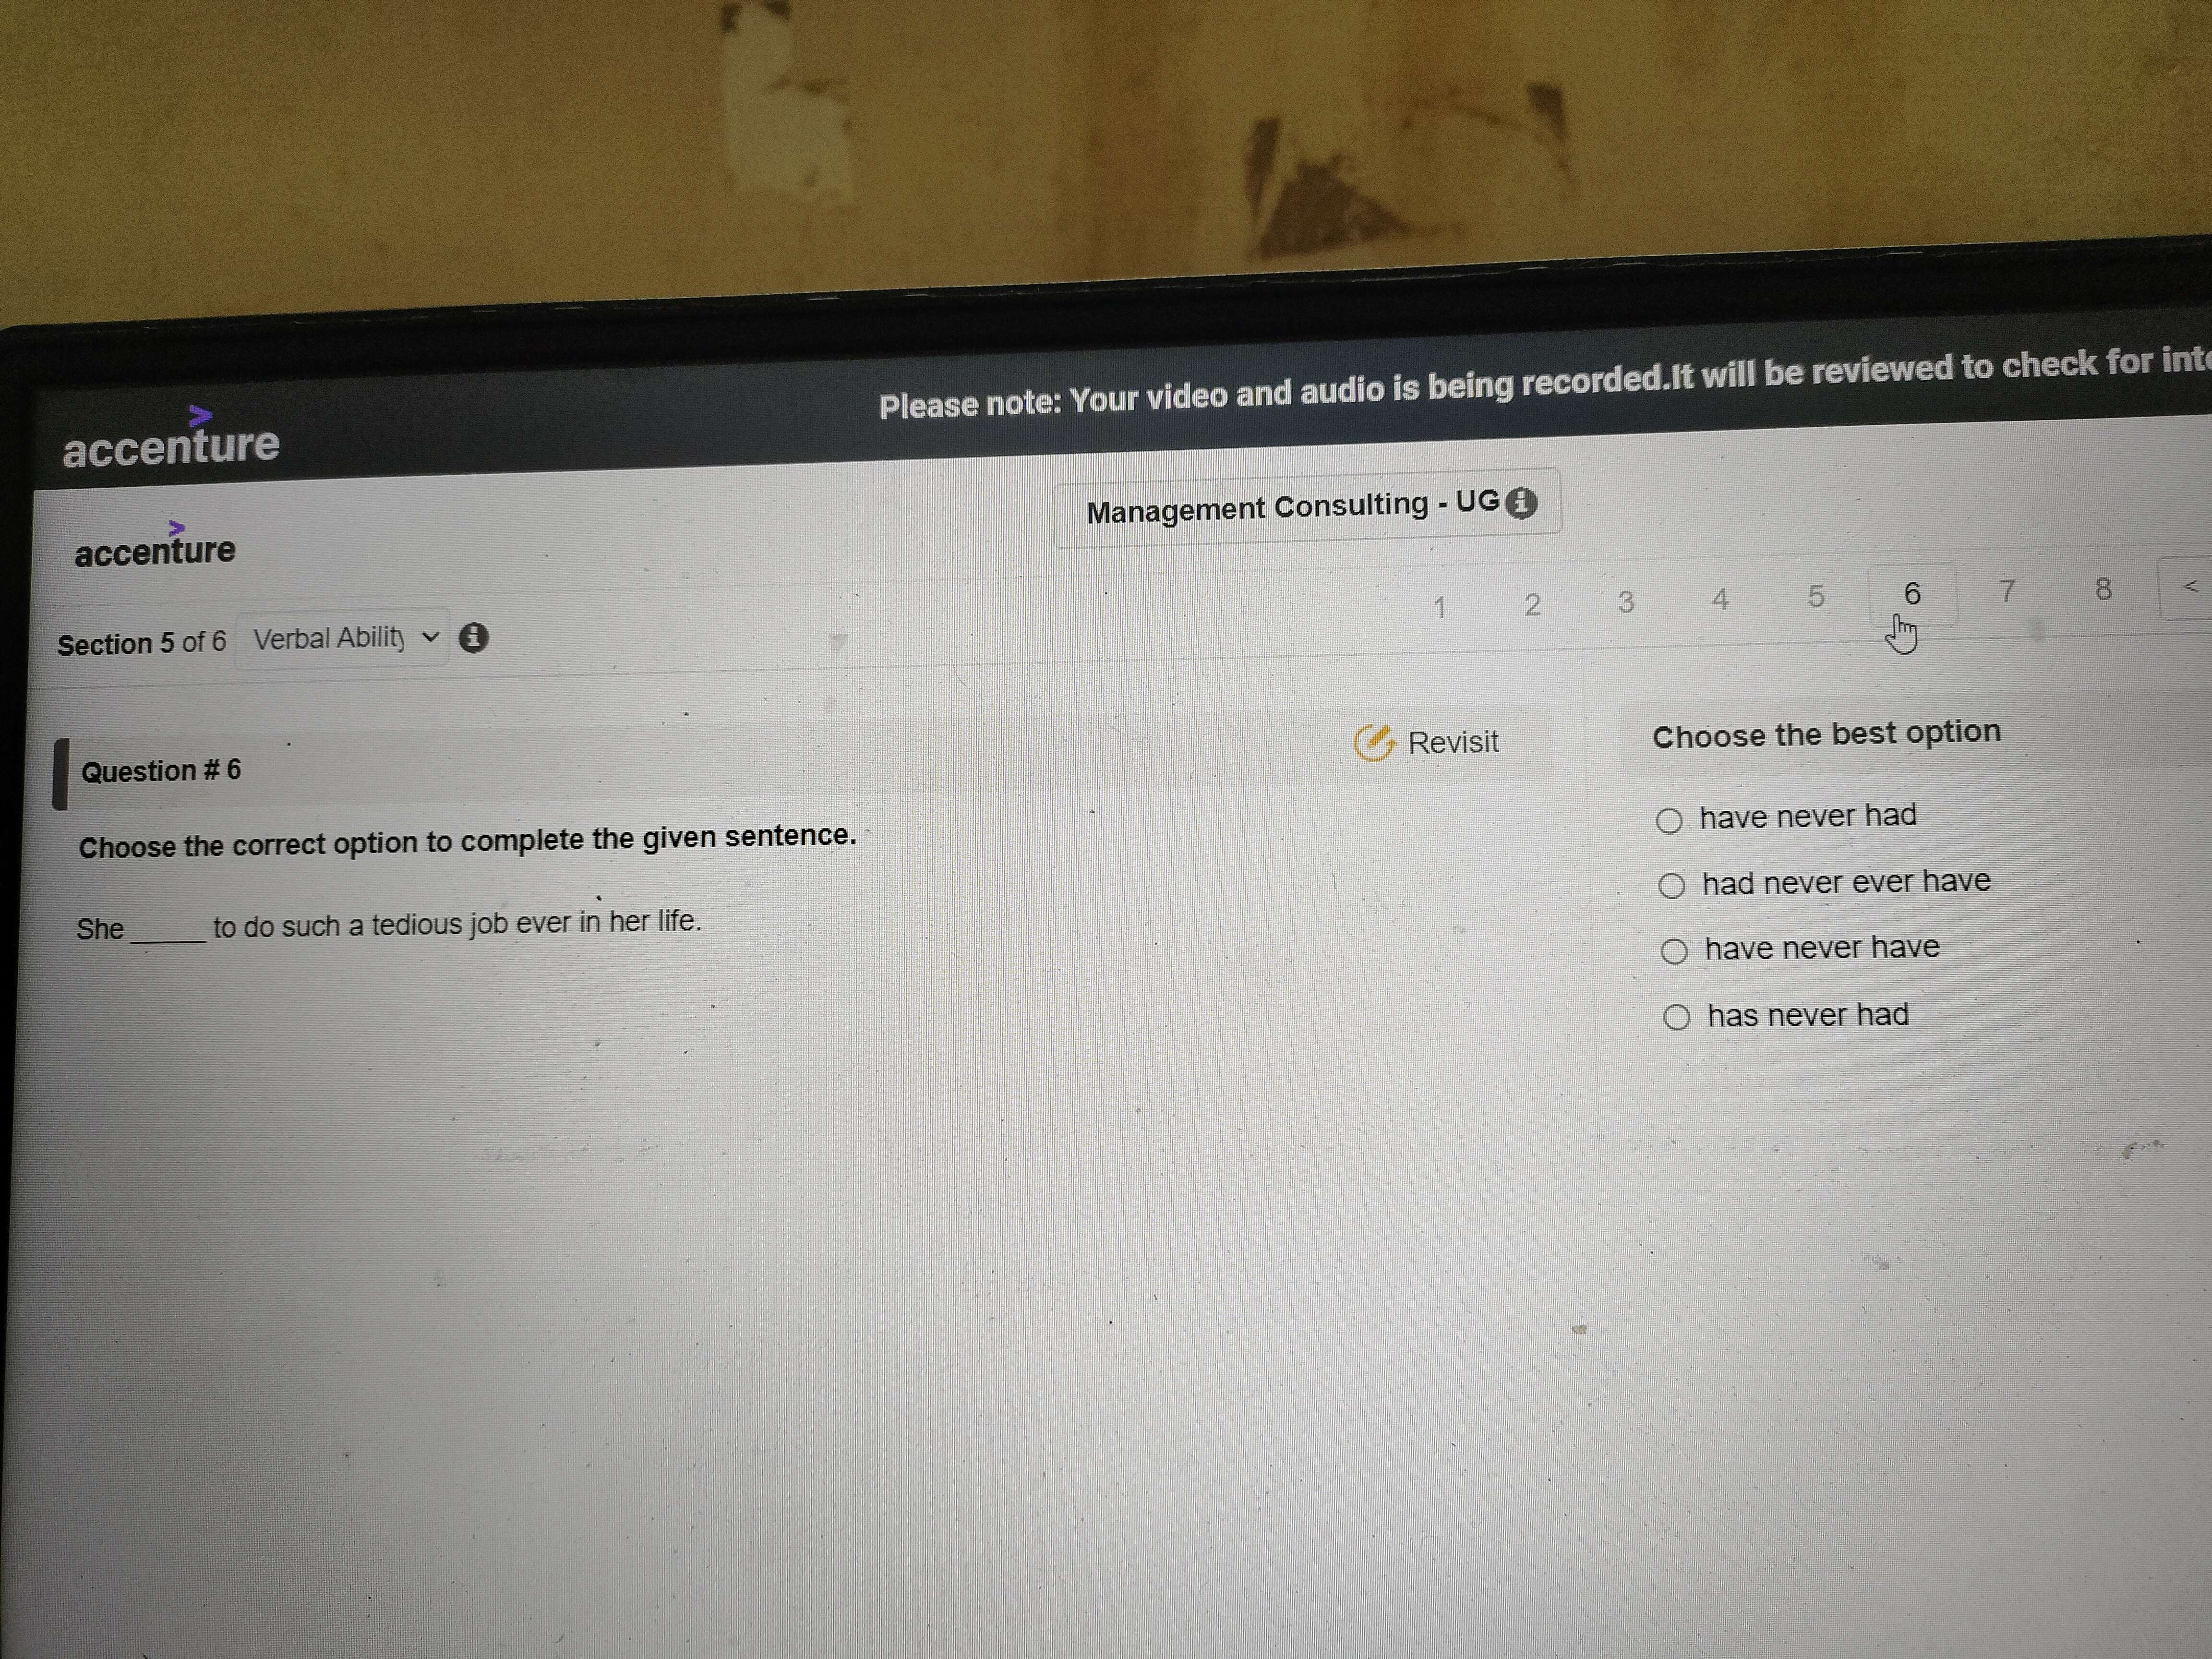 accenture
Please note: Your video and audio is being recorded.It will be reviewed to check for
accenture
Management Consulting - UG
Section 5 of 6 Verbal Ability
1 2 3 4 5 6 7 8 <
Question # 6
Revisit
Choose the correct option to complete the given sentence.
She _____ to do such a tedious job ever in her life.
Choose the best option
have never had
had never ever have
have never have
has never had